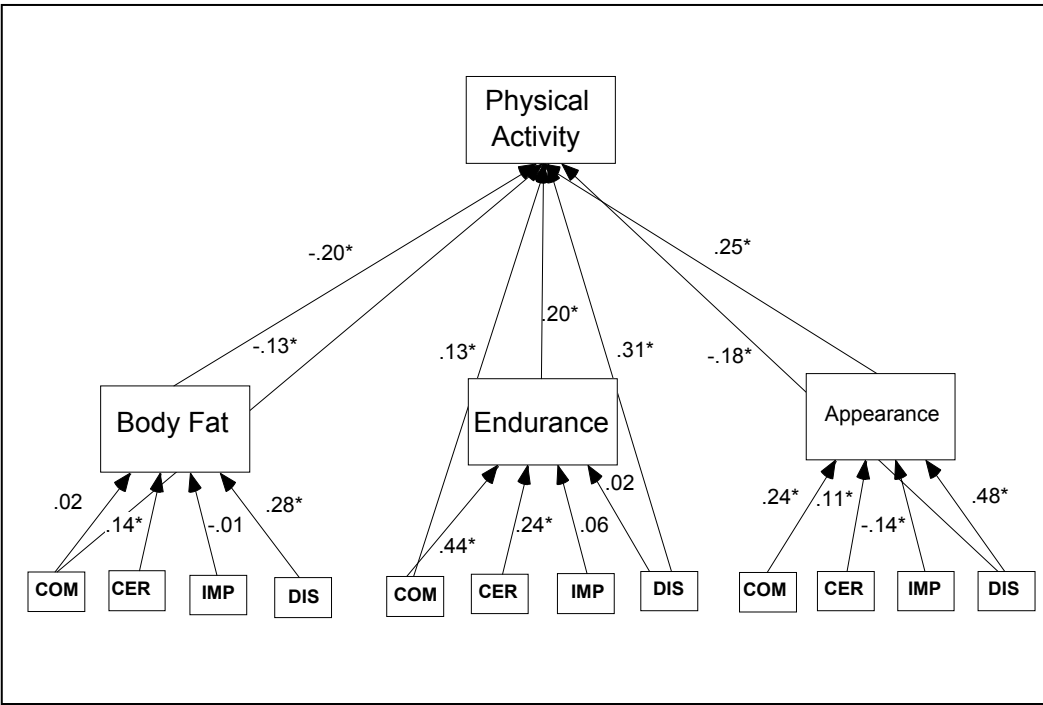 Physical
Activity
-.20*
.25*
-.13*
.13*
.20*
.31*
-.18*
Body Fat
Endurance
Appearance
.02
.14*
-.01
.28*
.44*
.24*
.06
.02
.24*
.11*
-.14*
.48*
COM
CER
IMP
DIS
COM
CER
IMP
DIS
COM
CER
IMP
DIS